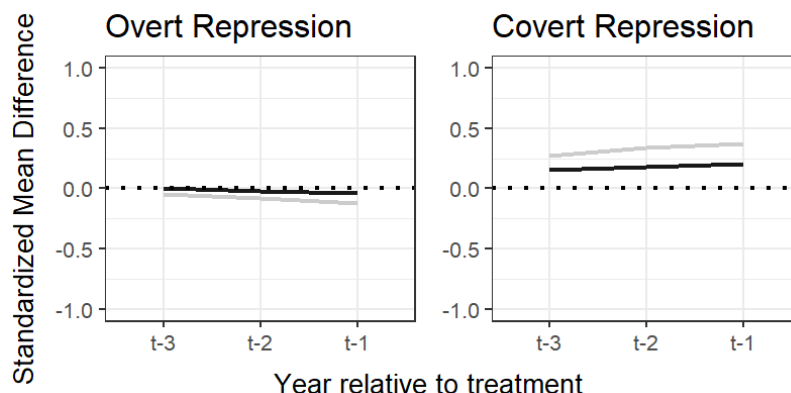 Overt Repression
Covert Repression
Standardized Mean Difference
1.0
0.5
0.0
-0.5
-1.0
t-3
t-2
t-1
1.0
0.5
0.0
-0.5
-1.0
t-3
t-2
t-1
Year relative to treatment